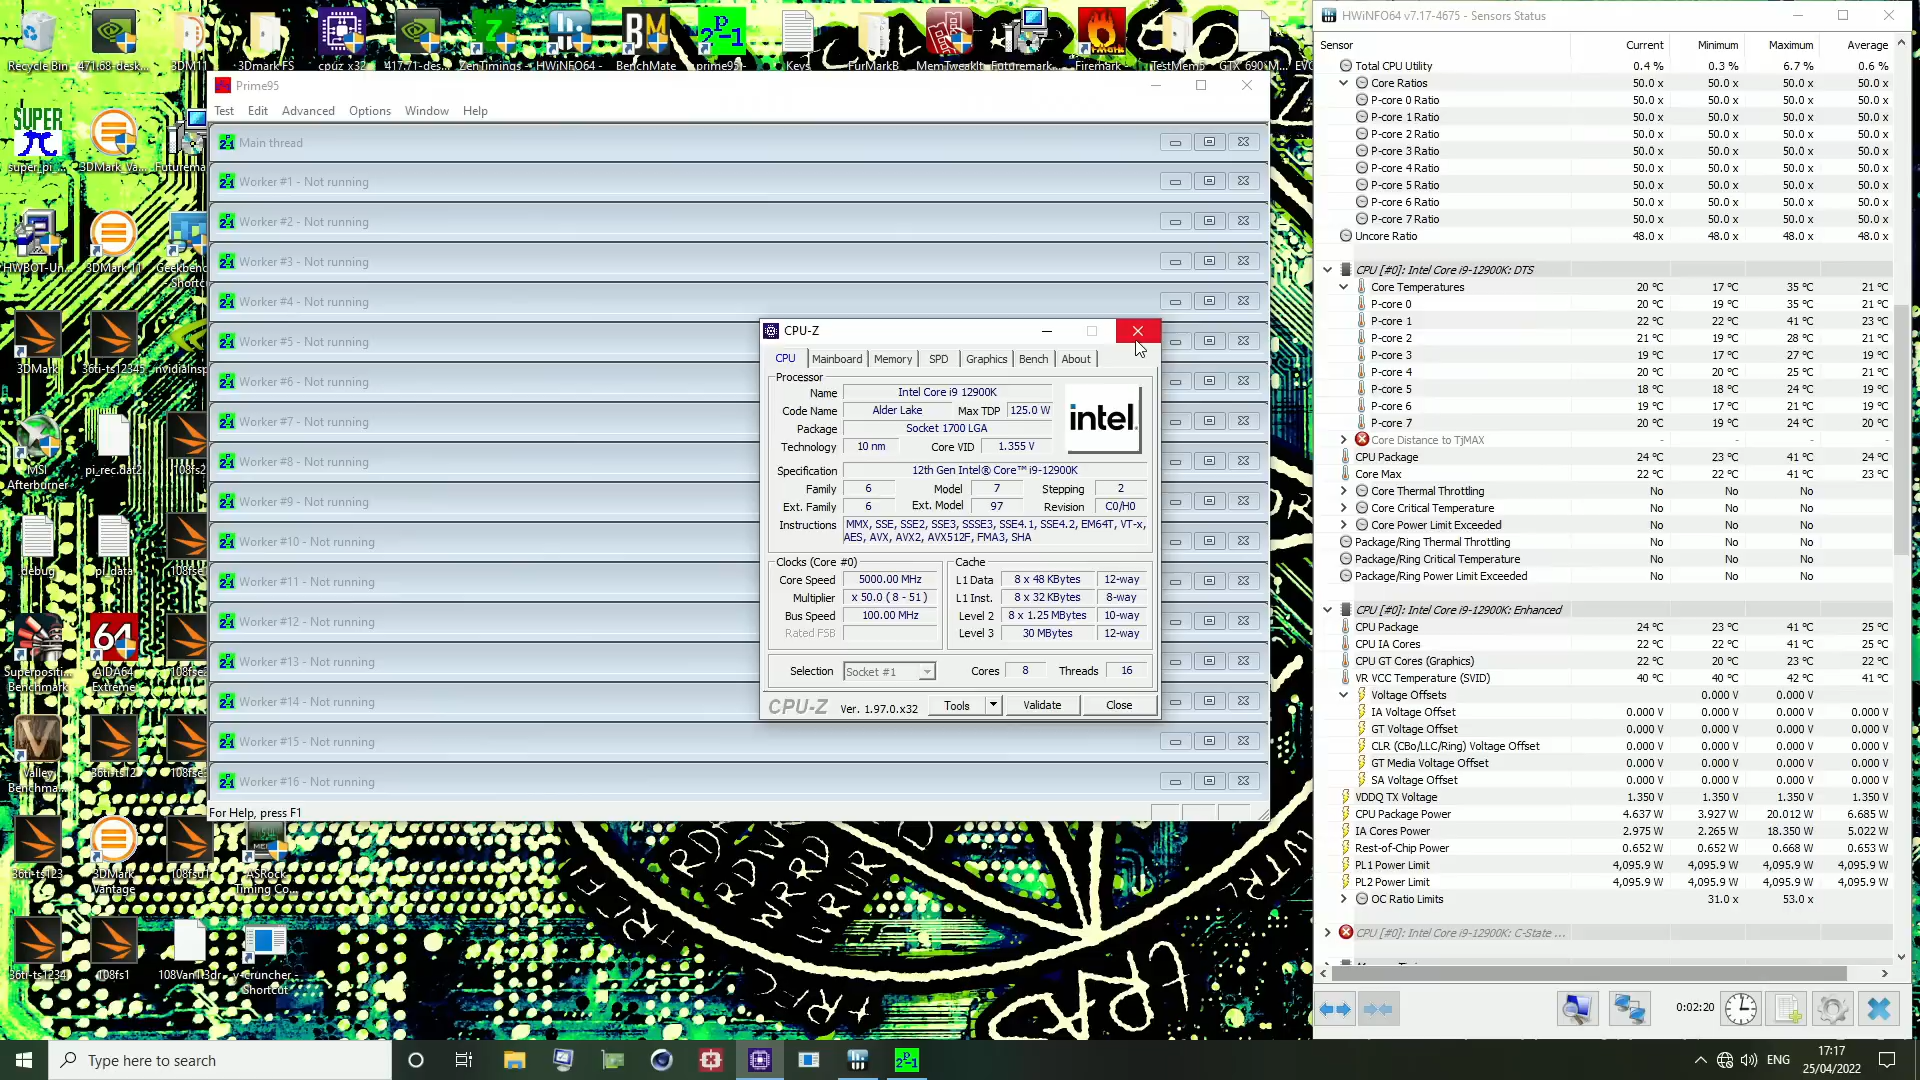 Recycle Bin
471.68-desk...
3DM11
3Dmark FS
cpuz_x32
417.71-des...
ZenTimings -
HWiNFO64 -
BenchMate
prime95 -
Keys
FurMarkB
MemTweakIt
Futuremark...
Firemark -
TestMem5
GTX 690 M...
SUPER
super pi ...
3DMark Va...
Futurema...
HWBOT-Un...
3DMark 11
Geekbench
- Shortcu
3DMark
36ti-ts12345
nvidiaInsp
MSI
Afterburner
pi_rec.dat2
108fs2
debug
pi_data
108fse
Superpositi...
Benchmark
64
AIDA64
Extreme
Valley
Benchma...
36ti-ts12
36ti-ts123
3DMark
Vantage
108fsu1
ASRock
Timing Co...
36ti-ts1234
108fs1
108Van1.3dr
y-cruncher -
Shortcut
Prime95
Test Edit Advanced Options Window Help
Main thread
Worker #1 - Not running
Worker #2 - Not running
Worker #3 - Not running
Worker #4 - Not running
Worker #5 - Not running
Worker #6 - Not running
Worker #7 - Not running
Worker #8 - Not running
Worker #9 - Not running
Worker #10 - Not running
Worker #11 - Not running
Worker #12 - Not running
Worker #13 - Not running
Worker #14 - Not running
Worker #15 - Not running
Worker #16 - Not running
For Help, press F1
CPU-Z
CPU Mainboard Memory SPD Graphics Bench About
Processor
Name Intel Core i9 12900K
Code Name Alder Lake Max TDP 125.0 W
Package Socket 1700 LGA
Technology 10 nm Core VID 1.355 V
intel.
Specification 12th Gen Intel® Core™ i9-12900K
Family 6 Model 7 Stepping 2
Ext. Family 6 Ext. Model 97 Revision C0/H0
Instructions MMX, SSE, SSE2, SSE3, SSSE3, SSE4.1, SSE4.2, EM64T, VT-x,
AES, AVX, AVX2, AVX512F, FMA3, SHA
Clocks (Core #0)
Core Speed 5000.00 MHz
Multiplier x 50.0 ( 8 - 51 )
Bus Speed 100.00 MHz
Rated FSB
Cache
L1 Data 8 x 48 KBytes 12-way
L1 Inst. 8 x 32 KBytes 8-way
Level 2 8 x 1.25 MBytes 10-way
Level 3 30 MBytes 12-way
Selection Socket #1 Cores 8 Threads 16
CPU-Z Ver. 1.97.0.x32 Tools Validate Close
HWiNFO64 v7.17-4675 - Sensors Status
Sensor Current Minimum Maximum Average
Total CPU Utility 0.4 % 0.3 % 6.7 % 0.6 %
Core Ratios 50.0 x 50.0 x 50.0 x 50.0 x
P-core 0 Ratio 50.0 x 50.0 x 50.0 x 50.0 x
P-core 1 Ratio 50.0 x 50.0 x 50.0 x 50.0 x
P-core 2 Ratio 50.0 x 50.0 x 50.0 x 50.0 x
P-core 3 Ratio 50.0 x 50.0 x 50.0 x 50.0 x
P-core 4 Ratio 50.0 x 50.0 x 50.0 x 50.0 x
P-core 5 Ratio 50.0 x 50.0 x 50.0 x 50.0 x
P-core 6 Ratio 50.0 x 50.0 x 50.0 x 50.0 x
P-core 7 Ratio 50.0 x 50.0 x 50.0 x 50.0 x
Uncore Ratio 48.0 x 48.0 x 48.0 x 48.0 x
CPU [#0]: Intel Core i9-12900K: DTS
Core Temperatures 20 °C 17 °C 35 °C 21 °C
P-core 0 20 °C 19 °C 35 °C 21 °C
P-core 1 22 °C 22 °C 41 °C 23 °C
P-core 2 21 °C 19 °C 28 °C 21 °C
P-core 3 19 °C 17 °C 27 °C 19 °C
P-core 4 20 °C 20 °C 25 °C 21 °C
P-core 5 18 °C 18 °C 24 °C 19 °C
P-core 6 19 °C 17 °C 21 °C 19 °C
P-core 7 20 °C 19 °C 24 °C 20 °C
Core Distance to TjMAX - - - -
CPU Package 24 °C 23 °C 41 °C 24 °C
Core Max 22 °C 22 °C 41 °C 23 °C
Core Thermal Throttling No No No
Core Critical Temperature No No No
Core Power Limit Exceeded No No No
Package/Ring Thermal Throttling No No No
Package/Ring Critical Temperature No No No
Package/Ring Power Limit Exceeded No No No
CPU [#0]: Intel Core i9-12900K: Enhanced
CPU Package 24 °C 23 °C 41 °C 25 °C
CPU IA Cores 22 °C 22 °C 41 °C 25 °C
CPU GT Cores (Graphics) 22 °C 20 °C 23 °C 22 °C
VR VCC Temperature (SVID) 40 °C 40 °C 42 °C 41 °C
Voltage Offsets 0.000 V 0.000 V
IA Voltage Offset 0.000 V 0.000 V 0.000 V 0.000 V
GT Voltage Offset 0.000 V 0.000 V 0.000 V 0.000 V
CLR (CBo/LLC/Ring) Voltage Offset 0.000 V 0.000 V 0.000 V 0.000 V
GT Media Voltage Offset 0.000 V 0.000 V 0.000 V 0.000 V
SA Voltage Offset 0.000 V 0.000 V 0.000 V 0.000 V
VDDQ TX Voltage 1.350 V 1.350 V 1.350 V 1.350 V
CPU Package Power 4.637 W 3.927 W 20.012 W 6.685 W
IA Cores Power 2.975 W 2.265 W 18.350 W 5.022 W
Rest-of-Chip Power 0.652 W 0.652 W 0.668 W 0.653 W
PL1 Power Limit 4,095.9 W 4,095.9 W 4,095.9 W 4,095.9 W
PL2 Power Limit 4,095.9 W 4,095.9 W 4,095.9 W 4,095.9 W
OC Ratio Limits 31.0 x 53.0 x
CPU [#0]: Intel Core i9-12900K: C-State ...
0:02:20
Type here to search
ENG
17:17
25/04/2022